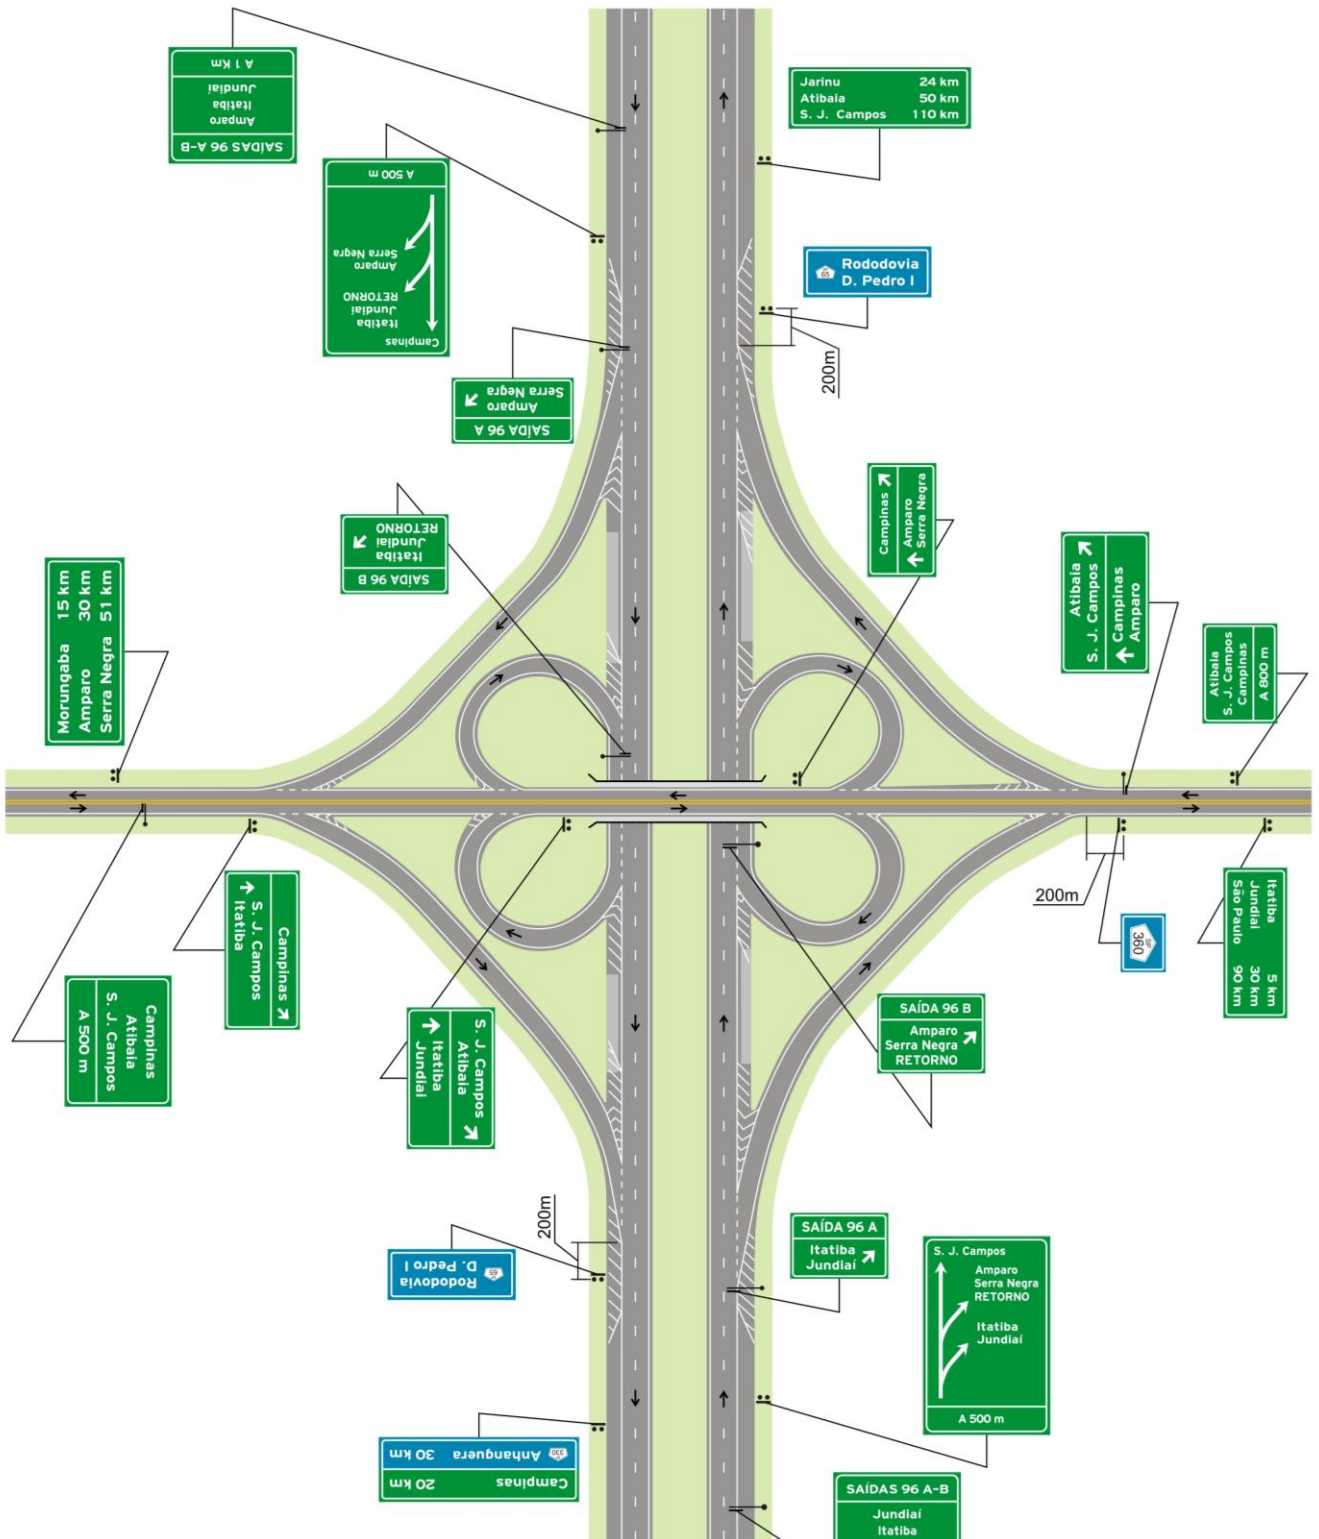 A 1 Km
Jundiaí
Itatiba
Amparo
SAÍDAS 96 A-B
Jarinu 24 km
Atibaia 50 km
S. J. Campos 110 km
A 500 m
Serra Negra
Amparo
RETORNO
Jundiaí
Itatiba
Campinas
65
Rododovia
D. Pedro I
200m
Serra Negra
Amparo
SAÍDA 96 A
RETORNO
Jundiaí
Itatiba
SAÍDA 96 B
Campinas
Amparo
Serra Negra
Atibaia
S. J. Campos
Campinas
Amparo
Atibaia
S. J. Campos
Campinas
A 800 m
Morungaba 15 km
Amparo 30 km
Serra Negra 51 km
Campinas
S. J. Campos
Itatiba
Campinas
Atibaia
S. J. Campos
A 500 m
S. J. Campos
Atibaia
Itatiba
Jundiaí
200m
SP
360
Itatiba 5 km
Jundiaí 30 km
São Paulo 90 km
SAÍDA 96 B
Amparo
Serra Negra
RETORNO
200m
65
Rododovia
D. Pedro I
SAÍDA 96 A
Itatiba
Jundiaí
S. J. Campos
Amparo
Serra Negra
RETORNO
Itatiba
Jundiaí
A 500 m
330 Anhanguera 30 km
Campinas 20 km
SAÍDAS 96 A-B
Jundiaí
Itatiba